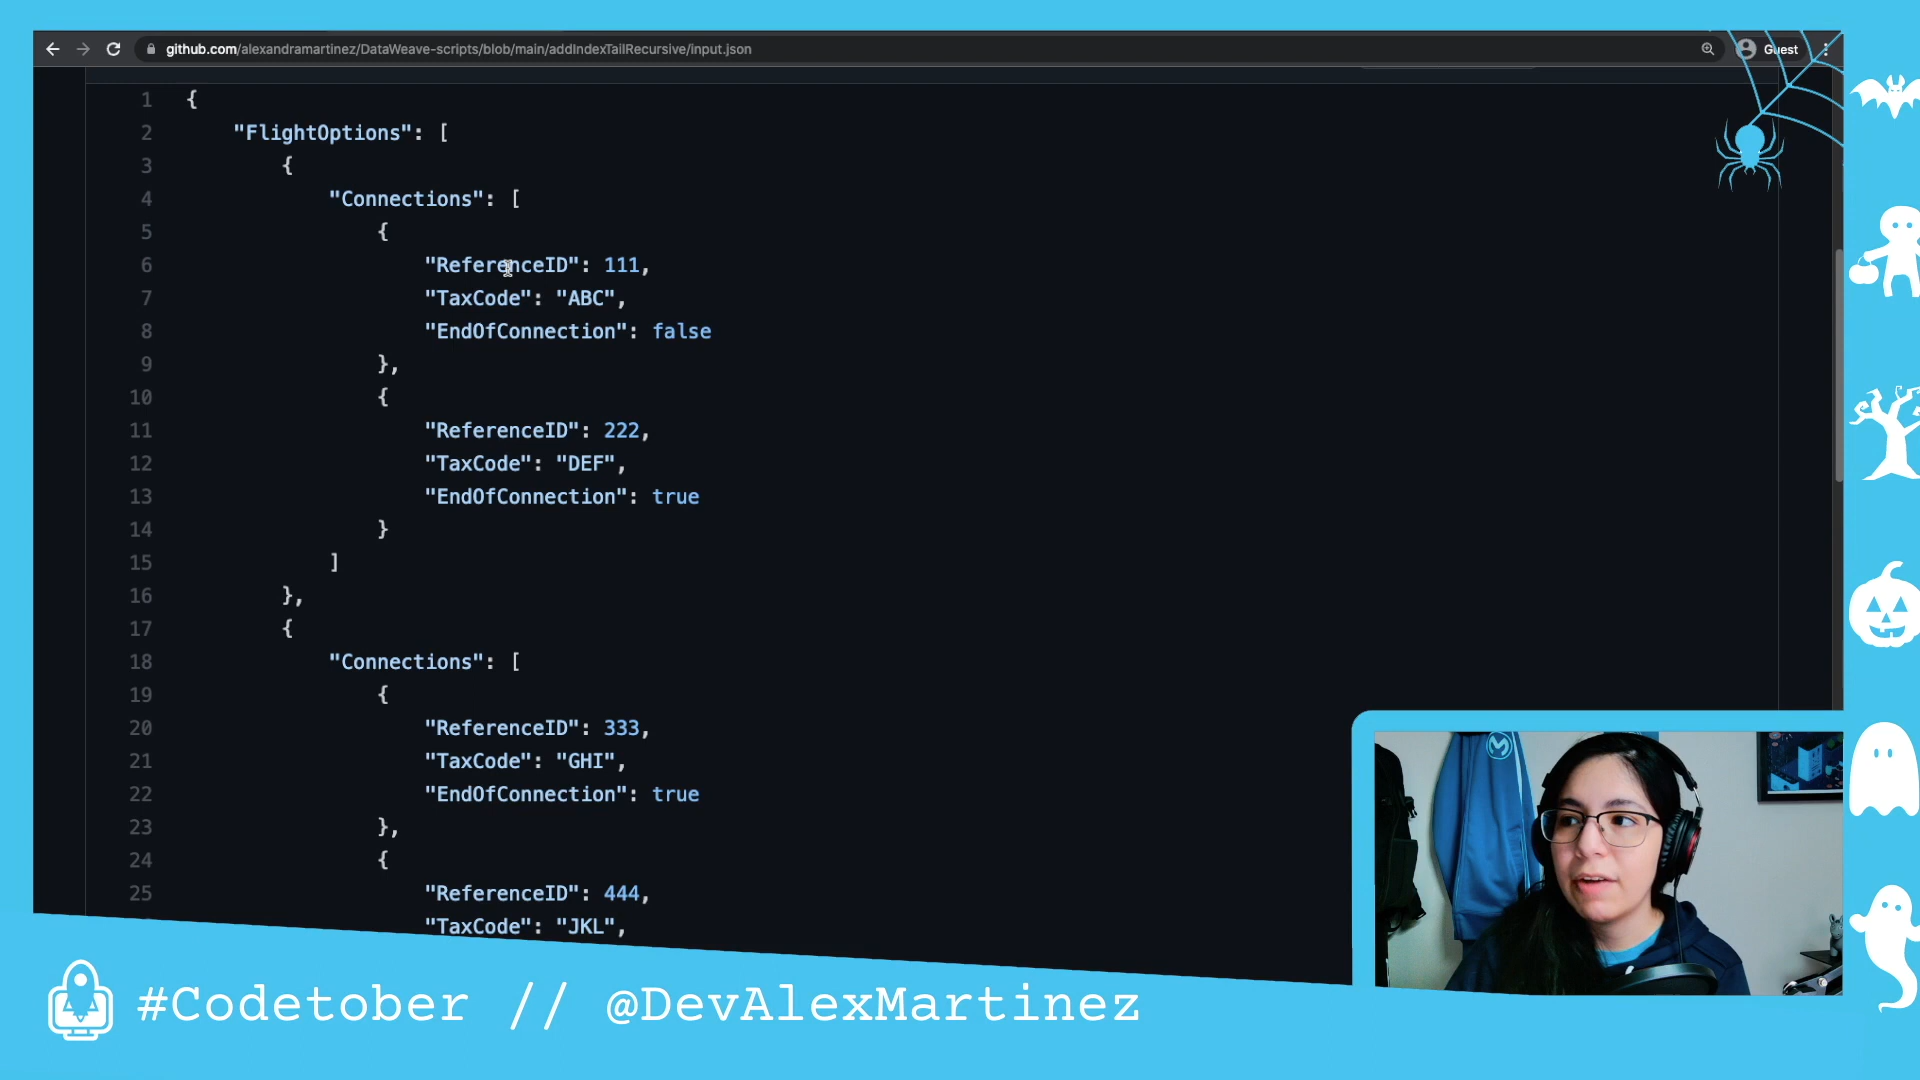 github.com/alexandramartinez/DataWeave-scripts/blob/main/addIndexTailRecursive/input.json
Guest
1 {
2 "FlightOptions": [
3 {
4 "Connections": [
5 {
6 "ReferenceID": 111,
7 "TaxCode": "ABC",
8 "EndOfConnection": false
9 },
10 {
11 "ReferenceID": 222,
12 "TaxCode": "DEF",
13 "EndOfConnection": true
14 }
15 ]
16 },
17 {
18 "Connections": [
19 {
20 "ReferenceID": 333,
21 "TaxCode": "GHI",
22 "EndOfConnection": true
23 },
24 {
25 "ReferenceID": 444,
"TaxCode": "JKL",
#Codetober // @DevAlexMartinez